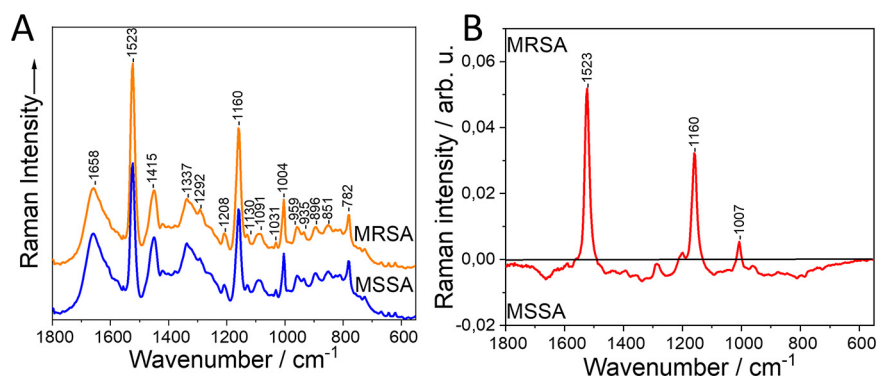 A
Raman Intensity
-1658
-1523
-1415
-1337
-1292
-1208
-1160
-1130
-1091
-1031
-1004
-959
-935
-896
-851
-782
MRSA
MSSA
1800 1600 1400 1200 1000 800 600
Wavenumber / cm-1
B
Raman intensity / arb. u.
0,06
0,04
0,02
0,00
-0,02
MRSA
-1523
-1160
-1007
MSSA
1800 1600 1400 1200 1000 800 600
Wavenumber / cm-1